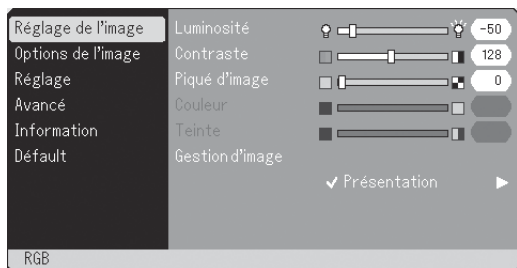 Réglage de l'image
Options de l'image
Réglage
Avancé
Information
Défault
Luminosité -50
Contraste 128
Piqué d'image 0
Couleur
Teinte
Gestion d'image
Présentation
RGB